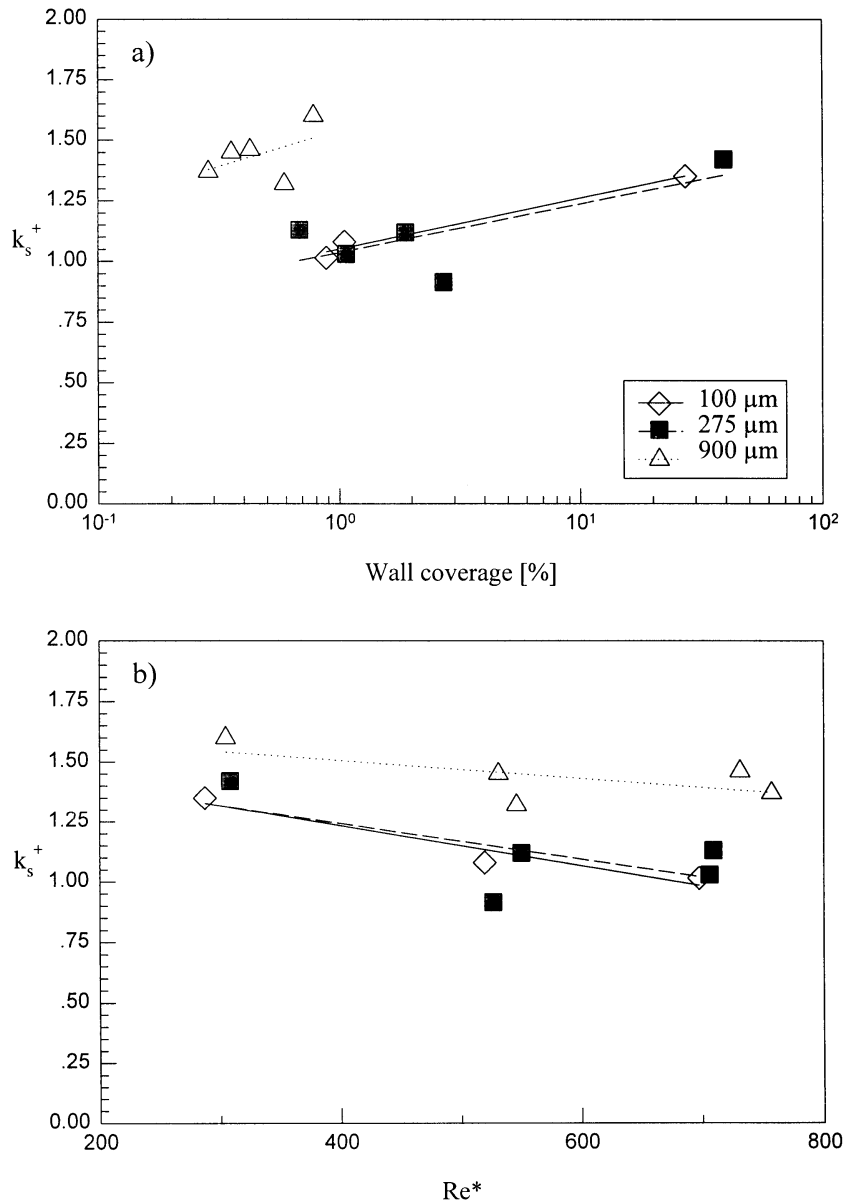 a)
2.00
1.75
1.50
1.25
kₛ⁺
1.00
.75
.50
.25
0.00
100 µm
275 µm
900 µm
10⁻¹ 10⁰ 10¹ 10²
Wall coverage [%]
b)
2.00
1.75
1.50
1.25
kₛ⁺
1.00
.75
.50
.25
0.00
200 400 600 800
Re*